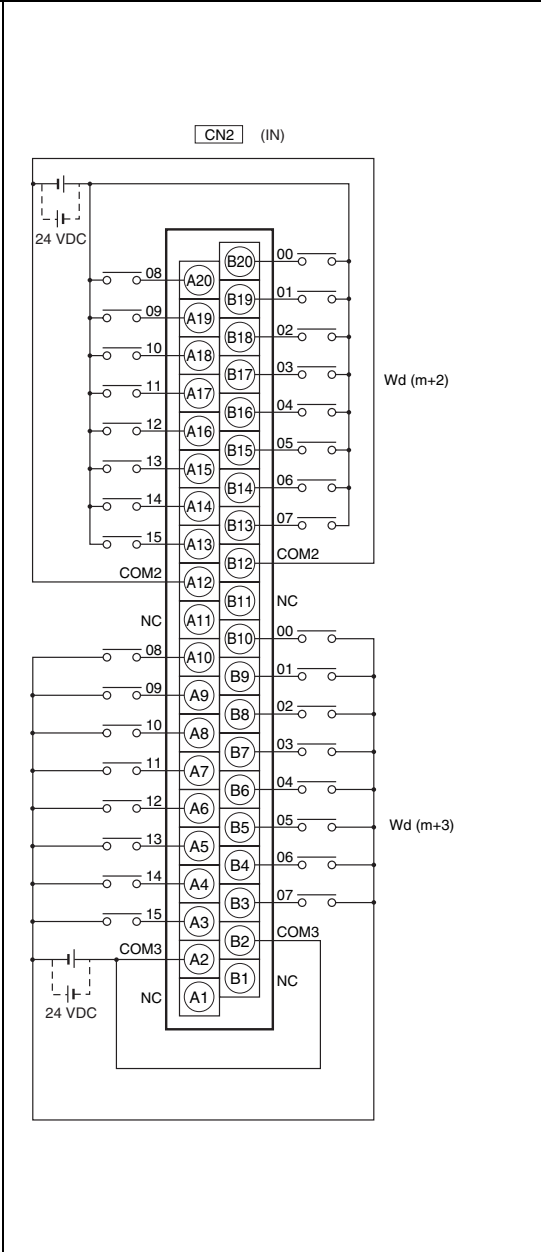 CN2 (IN)
24 VDC
B20 00
08 A20
B19 01
09 A19
B18 02
10 A18
B17 03
11 A17
Wd (m+2)
B16 04
12 A16
B15 05
13 A15
B14 06
14 A14
B13 07
15 A13
B12 COM2
COM2 A12
B11 NC
NC A11
B10 00
08 A10
B9 01
09 A9
B8 02
10 A8
B7 03
11 A7
B6 04
12 A6
B5 05
Wd (m+3)
13 A5
B4 06
14 A4
B3 07
15 A3
B2 COM3
COM3 A2
B1 NC
NC A1
24 VDC